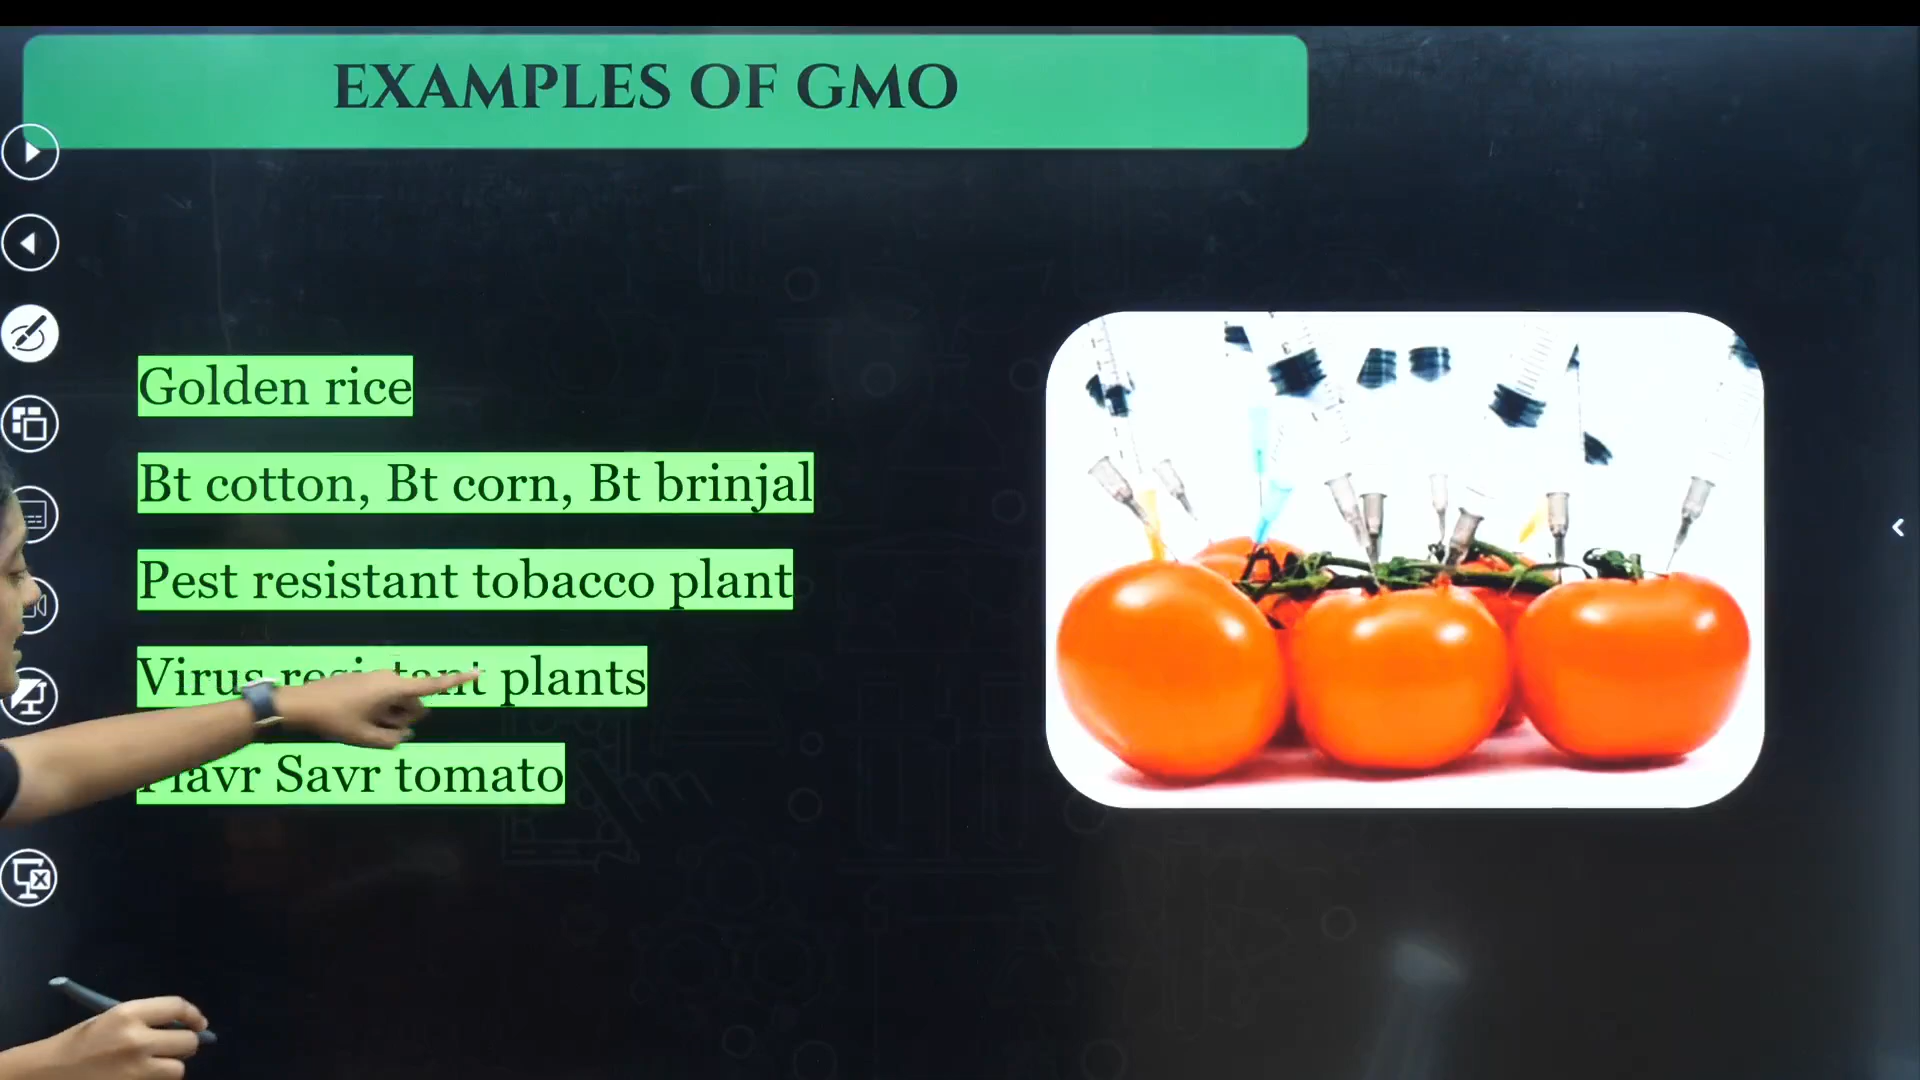 EXAMPLES OF GMO
Golden rice
Bt cotton, Bt corn, Bt brinjal
Pest resistant tobacco plant
Virus resistant plants
Savr tomato